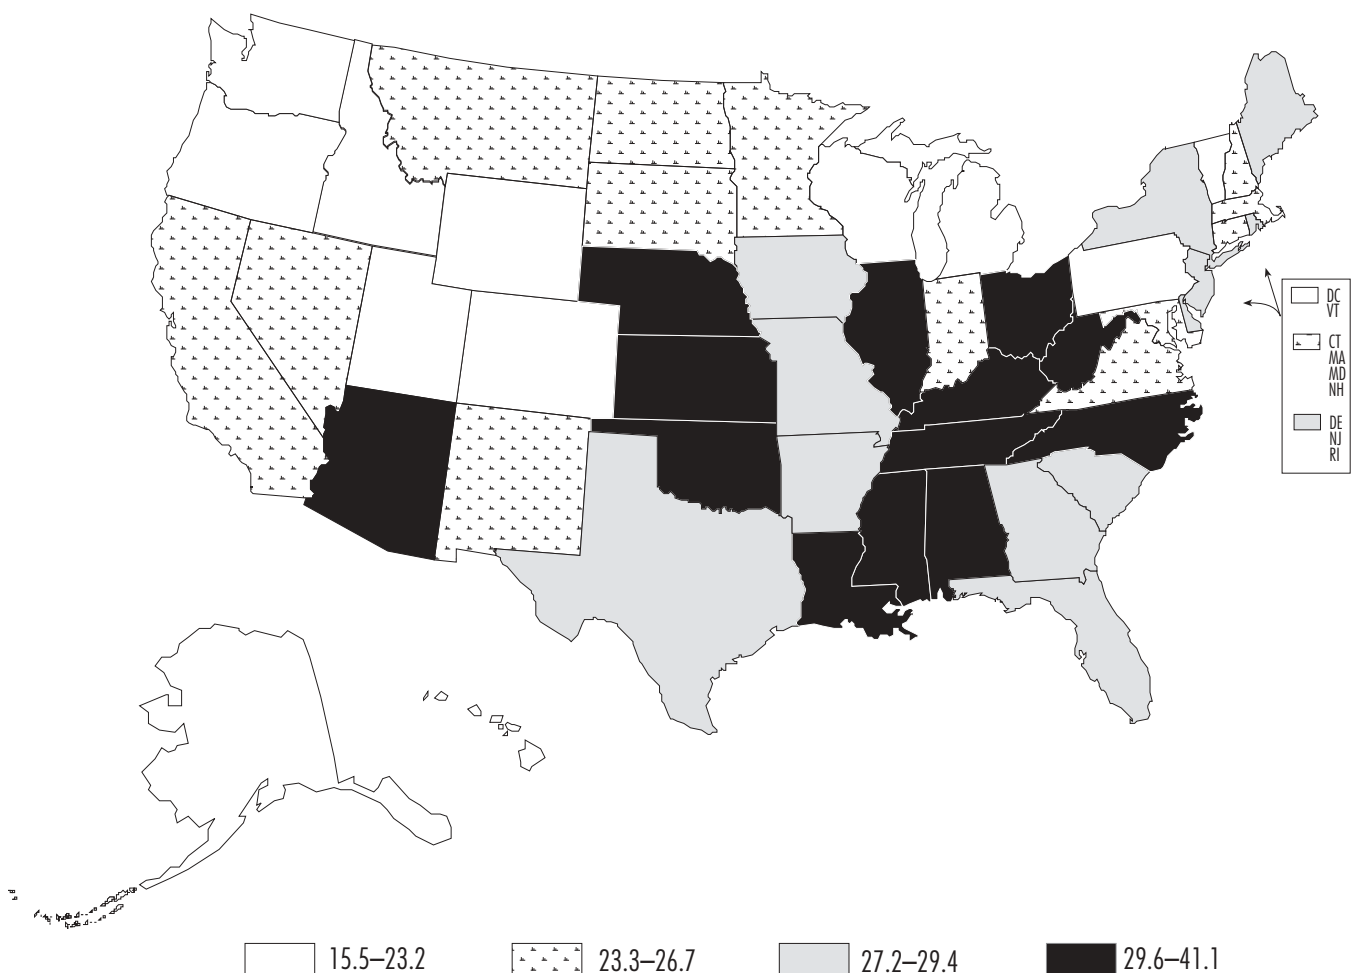 DC
VT
CT
MA
MD
NH
DE
NJ
RI
15.5–23.2
23.3–26.7
27.2–29.4
29.6–41.1